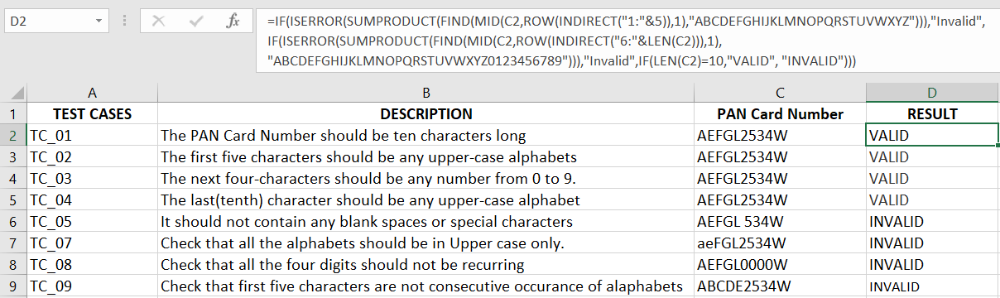 D2
fx
=IF(ISERROR(SUMPRODUCT(FIND(MID(C2,ROW(INDIRECT("1:"&5)),1),"ABCDEFGHIJKLMNOPQRSTUVWXYZ"))),"Invalid",
IF(ISERROR(SUMPRODUCT(FIND(MID(C2,ROW(INDIRECT("6:"&LEN(C2))),1),
"ABCDEFGHIJKLMNOPQRSTUVWXYZ0123456789"))),"Invalid",IF(LEN(C2)=10,"VALID", "INVALID")))
A B C D
1 TEST CASES DESCRIPTION PAN Card Number RESULT
2 TC_01 The PAN Card Number should be ten characters long AEFGL2534W VALID
3 TC_02 The first five characters should be any upper-case alphabets AEFGL2534W VALID
4 TC_03 The next four-characters should be any number from 0 to 9. AEFGL2534W VALID
5 TC_04 The last(tenth) character should be any upper-case alphabet AEFGL2534W VALID
6 TC_05 It should not contain any blank spaces or special characters AEFGL 534W INVALID
7 TC_07 Check that all the alphabets should be in Upper case only. aeFGL2534W INVALID
8 TC_08 Check that all the four digits should not be recurring AEFGL0000W INVALID
9 TC_09 Check that first five characters are not consecutive occurance of alaphabets ABCDE2534W INVALID